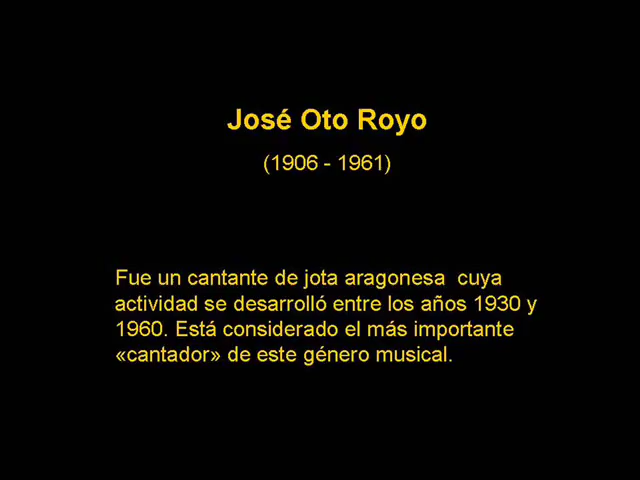 José Oto Royo
(1906 - 1961)
Fue un cantante de jota aragonesa  cuya
actividad se desarrolló entre los años 1930 y
1960. Está considerado el más importante
«cantador» de este género musical.